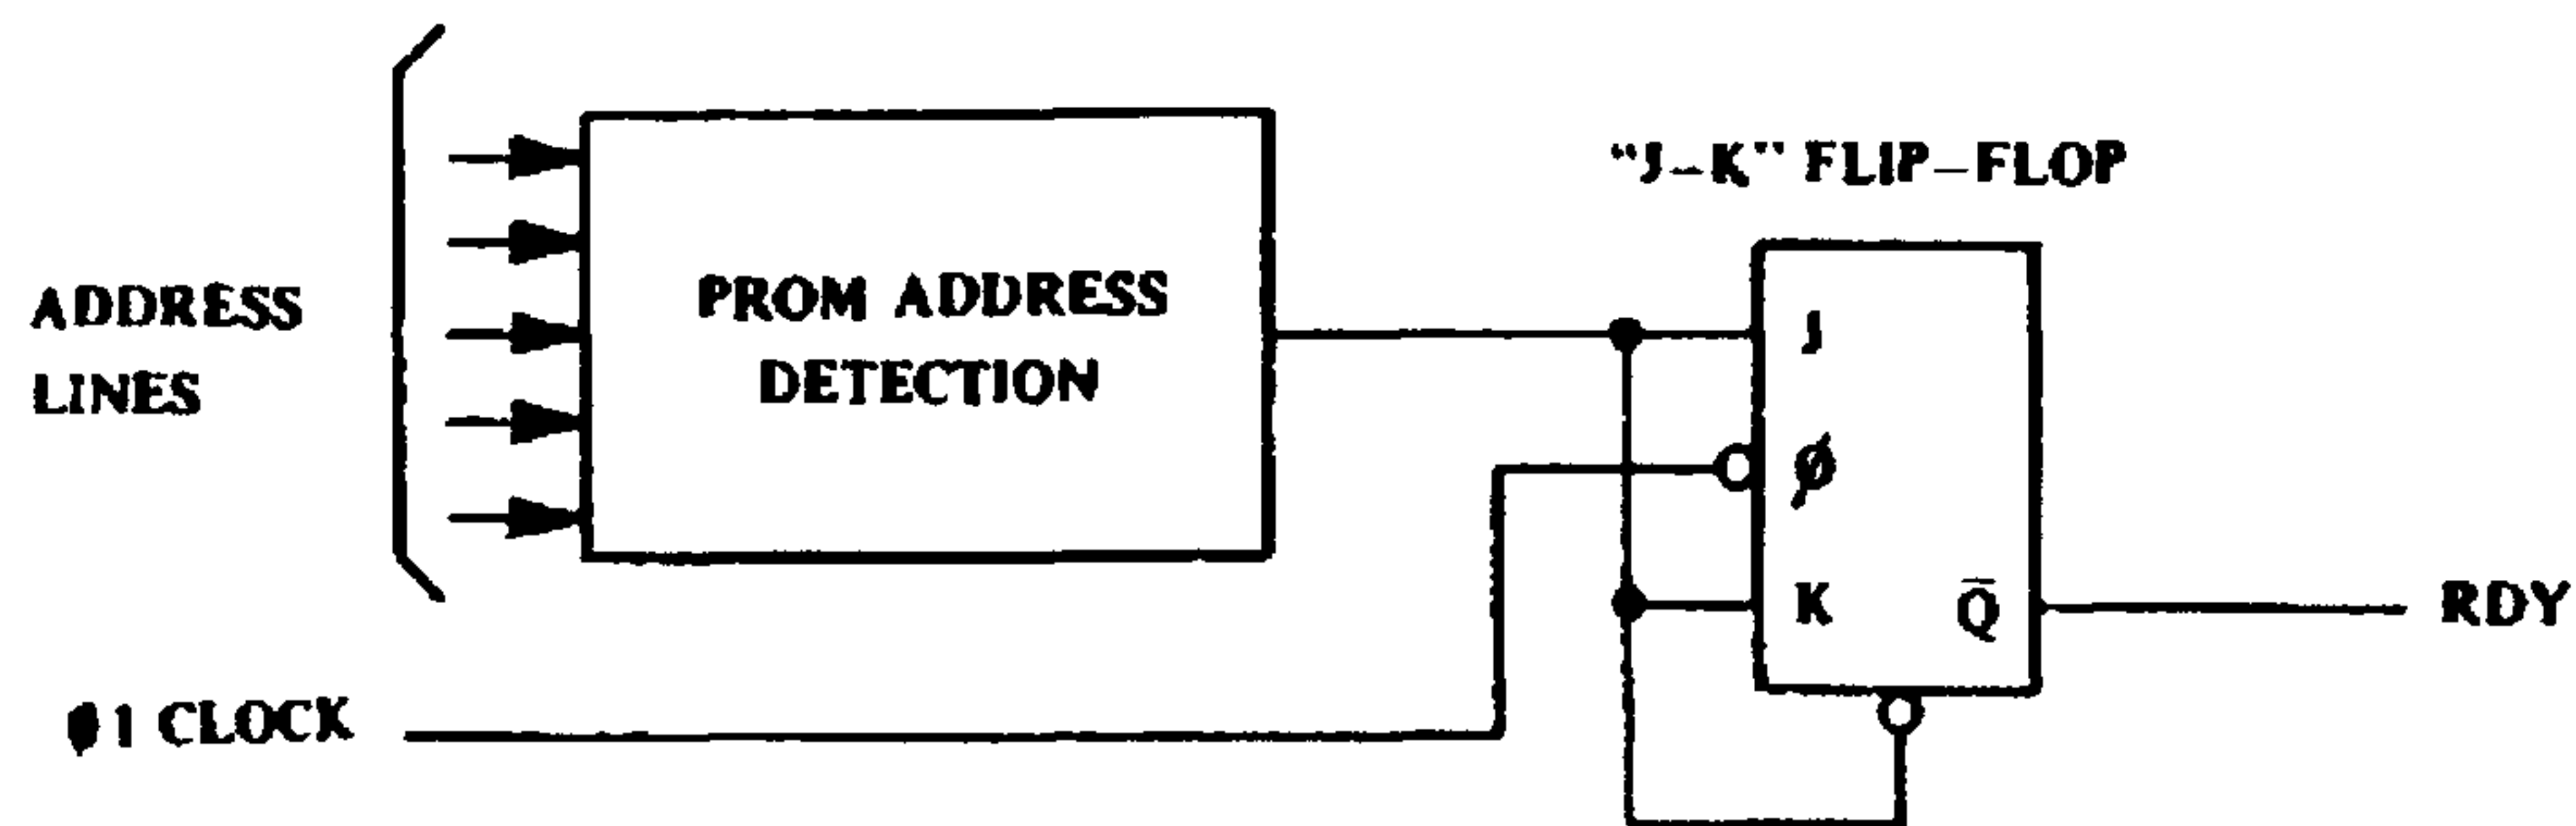 "J-K" FLIP-FLOP
ADDRESS
LINES
PROM ADDRESS
DETECTION
J
ø
K
Q̅
RDY
ø1 CLOCK